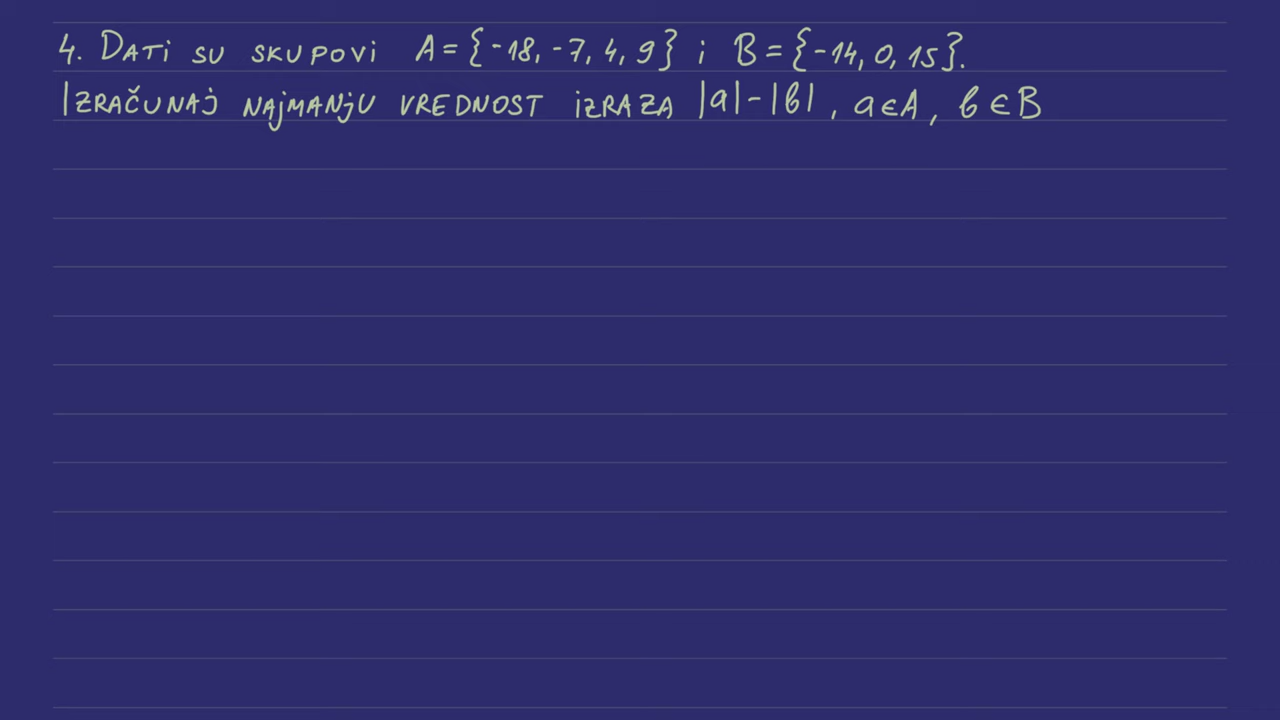 4. DATI SU SKUPOVI A={-18, -7, 4, 9} i B={-14, 0, 15}.
IZRAČUNAJ NAJMANJU VREDNOST IZRAZA |a|-|b|, a∈A, b∈B